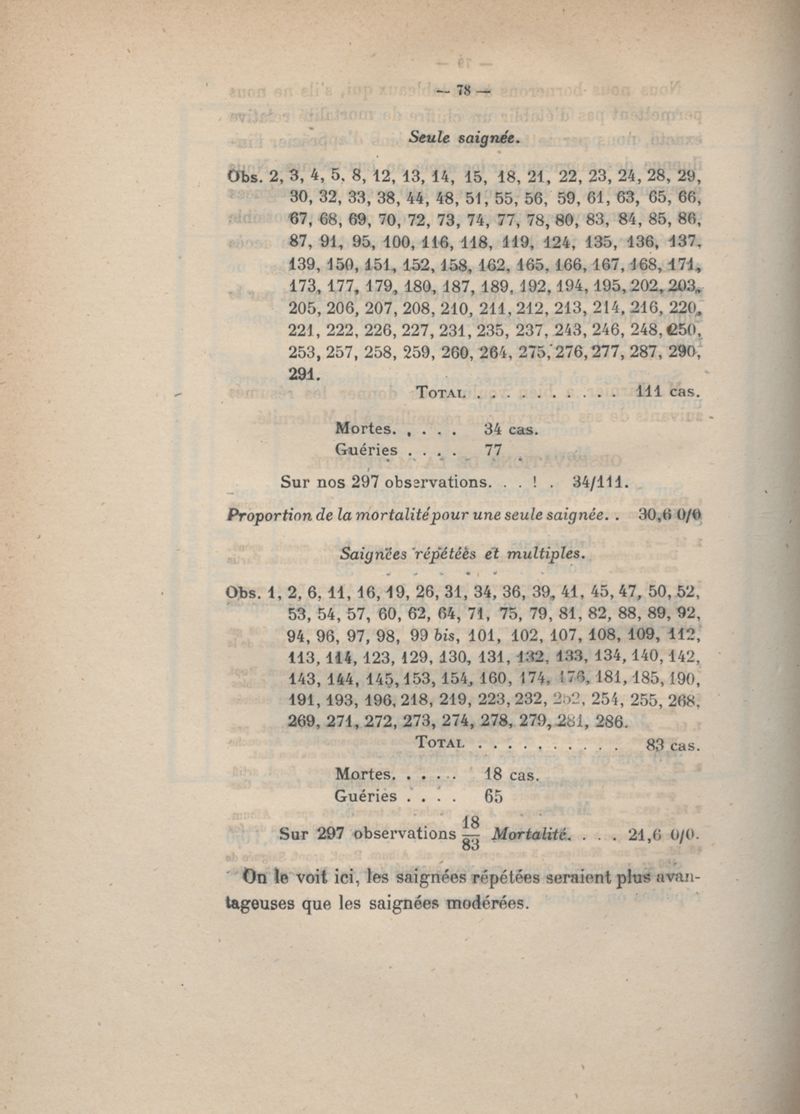 — 78 —
Seule saignée.
Obs. 2, 3, 4, 5, 8, 12, 13, 14, 15, 18, 21, 22, 23, 24, 28, 29,
30, 32, 33, 38, 44, 48, 51, 55, 56, 59, 61, 63, 65, 66,
67, 68, 69, 70, 72, 73, 74, 77, 78, 80, 83, 84, 85, 86,
87, 91, 95, 100, 116, 118, 119, 124, 135, 136, 137,
139, 150, 151, 152, 158, 162, 165, 166, 167, 168, 171,
173, 177, 179, 180, 187, 189, 192, 194, 195, 202, 203,
205, 206, 207, 208, 210, 211, 212, 213, 214, 216, 220,
221, 222, 226, 227, 231, 235, 237, 243, 246, 248, 250,
253, 257, 258, 259, 260, 264, 275, 276, 277, 287, 290,
291.
TOTAL . . . . . . . . . . 111 cas.
Mortes. . . . . 34 cas.
Guéries . . . . 77
Sur nos 297 observations. . . ! . 34/111.
Proportion de la mortalité pour une seule saignée. . 30,6 0/0
Saignées répétées et multiples.
Obs. 1, 2, 6, 11, 16, 19, 26, 31, 34, 36, 39, 41, 45, 47, 50, 52,
53, 54, 57, 60, 62, 64, 71, 75, 79, 81, 82, 88, 89, 92,
94, 96, 97, 98, 99 bis, 101, 102, 107, 108, 109, 112,
113, 114, 123, 129, 130, 131, 132, 133, 134, 140, 142,
143, 144, 145, 153, 154, 160, 174, 176, 181, 185, 190,
191, 193, 196, 218, 219, 223, 232, 252, 254, 255, 268,
269, 271, 272, 273, 274, 278, 279, 281, 286.
TOTAL . . . . . . . . . . 83 cas.
Mortes. . . . . 18 cas.
Guéries . . . . 65
Sur 297 observations 18/83 Mortalité. . . . 21,6 0/0.
On le voit ici, les saignées répétées seraient plus avan-
tageuses que les saignées modérées.